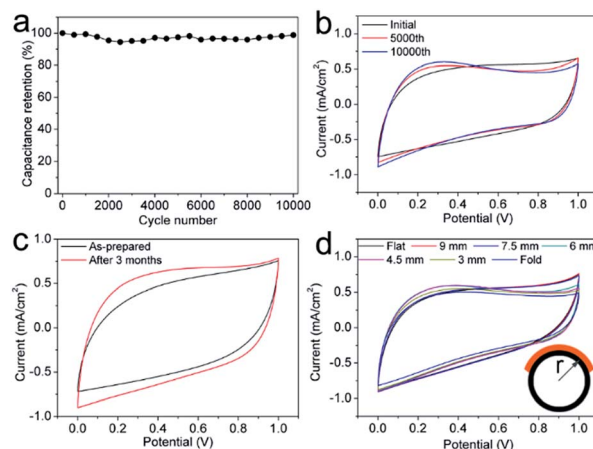 a
Capacitance retention (%)
100
80
60
40
20
0
0 2000 4000 6000 8000 10000
Cycle number
b
Initial
5000th
10000th
Current (mA/cm²)
1.0
0.5
0.0
-0.5
-1.0
0.0 0.2 0.4 0.6 0.8 1.0
Potential (V)
c
As-prepared
After 3 months
Current (mA/cm²)
1.0
0.5
0.0
-0.5
-1.0
0.0 0.2 0.4 0.6 0.8 1.0
Potential (V)
d
Flat 9 mm 7.5 mm 6 mm
4.5 mm 3 mm Fold
Current (mA/cm²)
1.0
0.5
0.0
-0.5
-1.0
r
0.0 0.2 0.4 0.6 0.8 1.0
Potential (V)